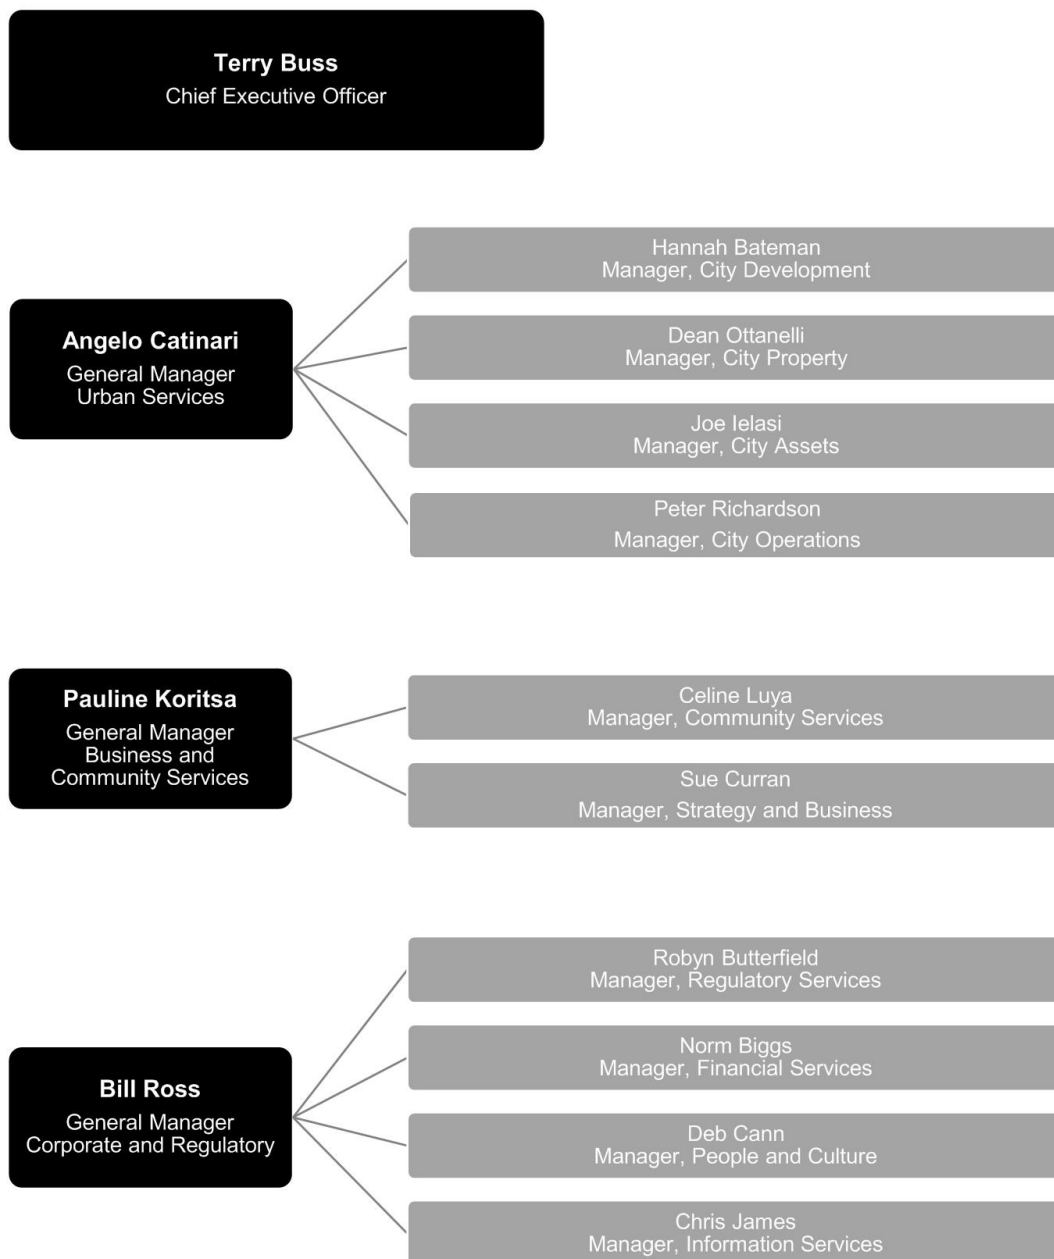 Terry Buss
Chief Executive Officer
Angelo Catinari
General Manager
Urban Services
Hannah Bateman
Manager, City Development
Dean Ottanelli
Manager, City Property
Joe Ielasi
Manager, City Assets
Peter Richardson
Manager, City Operations
Pauline Koritsa
General Manager
Business and
Community Services
Celine Luya
Manager, Community Services
Sue Curran
Manager, Strategy and Business
Bill Ross
General Manager
Corporate and Regulatory
Robyn Butterfield
Manager, Regulatory Services
Norm Biggs
Manager, Financial Services
Deb Cann
Manager, People and Culture
Chris James
Manager, Information Services